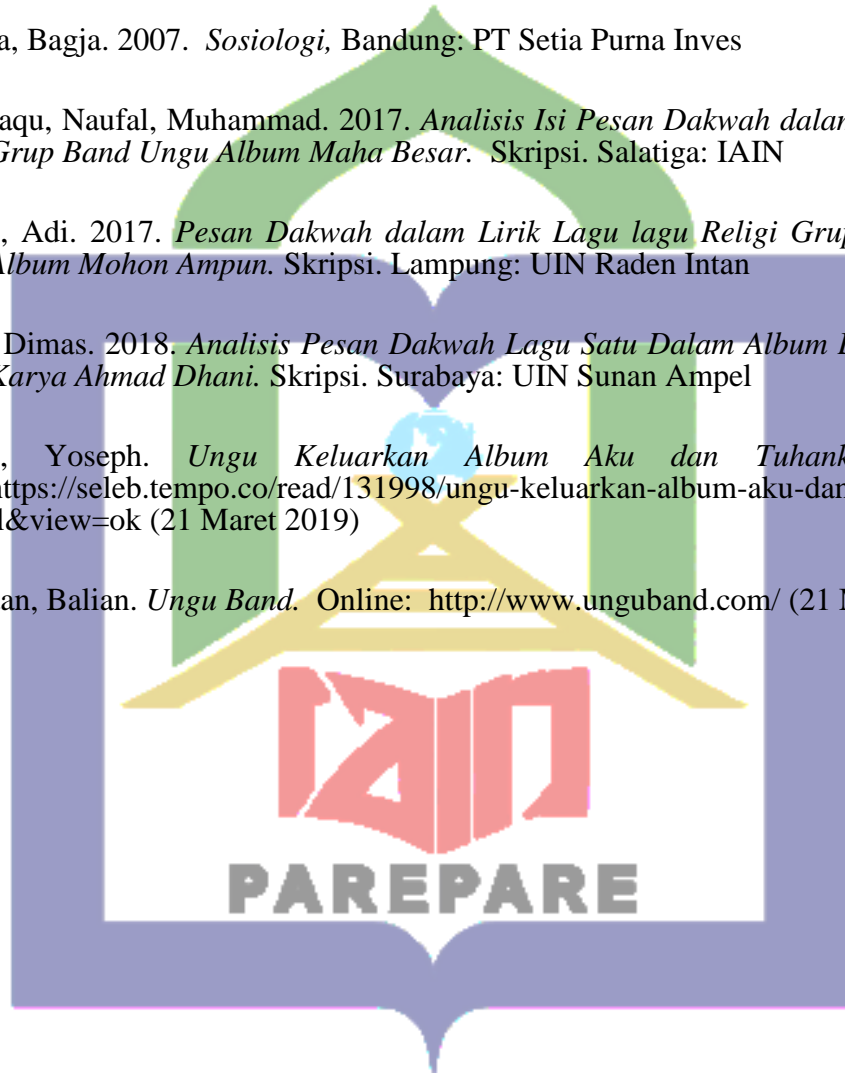 a, Bagja. 2007. Sosiologi, Bandung: PT Setia Purna Inves
aqu, Naufal, Muhammad. 2017. Analisis Isi Pesan Dakwah dalam
Grup Band Ungu Album Maha Besar. Skripsi. Salatiga: IAIN
, Adi. 2017. Pesan Dakwah dalam Lirik Lagu lagu Religi Grup
Album Mohon Ampun. Skripsi. Lampung: UIN Raden Intan
Dimas. 2018. Analisis Pesan Dakwah Lagu Satu Dalam Album
Karya Ahmad Dhani. Skripsi. Surabaya: UIN Sunan Ampel
, Yoseph. Ungu Keluarkan Album Aku dan Tuhank
https://seleb.tempo.co/read/131998/ungu-keluarkan-album-aku-dan
l&view=ok (21 Maret 2019)
an, Balian. Ungu Band. Online: http://www.unguband.com/ (21
IAIN
PAREPARE